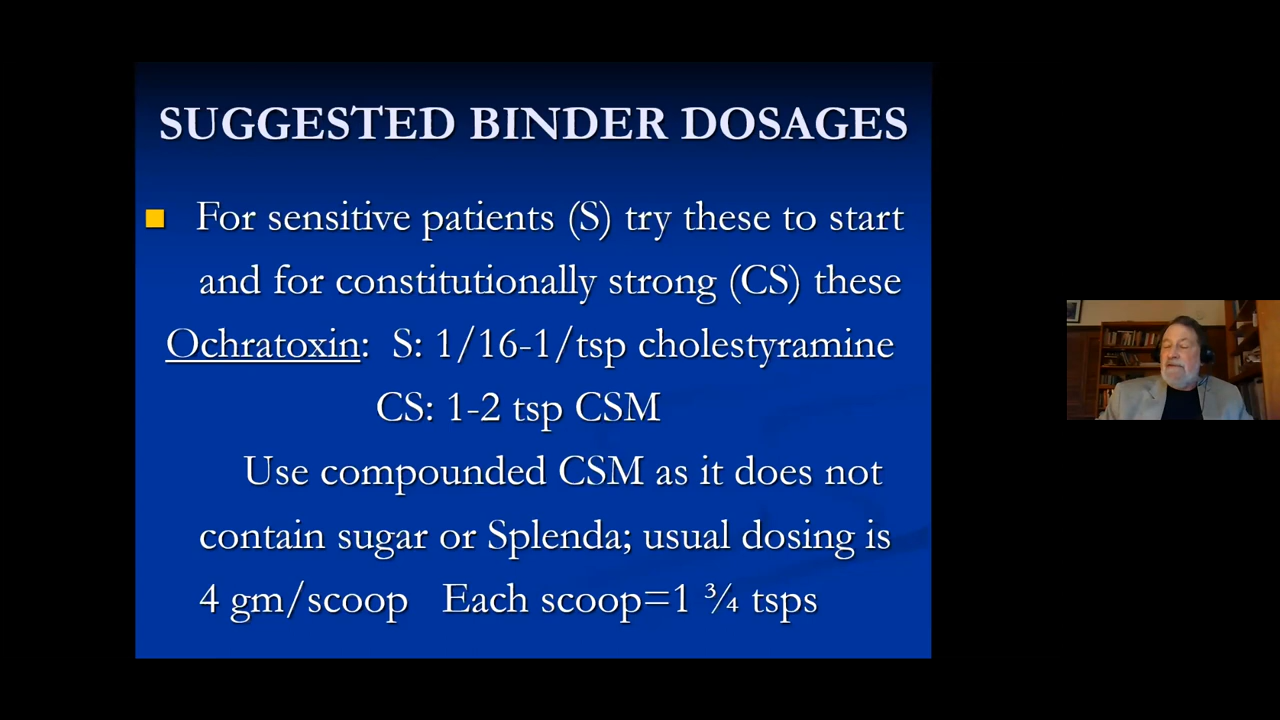 SUGGESTED BINDER DOSAGES
For sensitive patients (S) try these to start
and for constitutionally strong (CS) these
Ochratoxin: S: 1/16-1/tsp cholestyramine
CS: 1-2 tsp CSM
Use compounded CSM as it does not
contain sugar or Splenda; usual dosing is
4 gm/scoop Each scoop=1 ¾ tsps